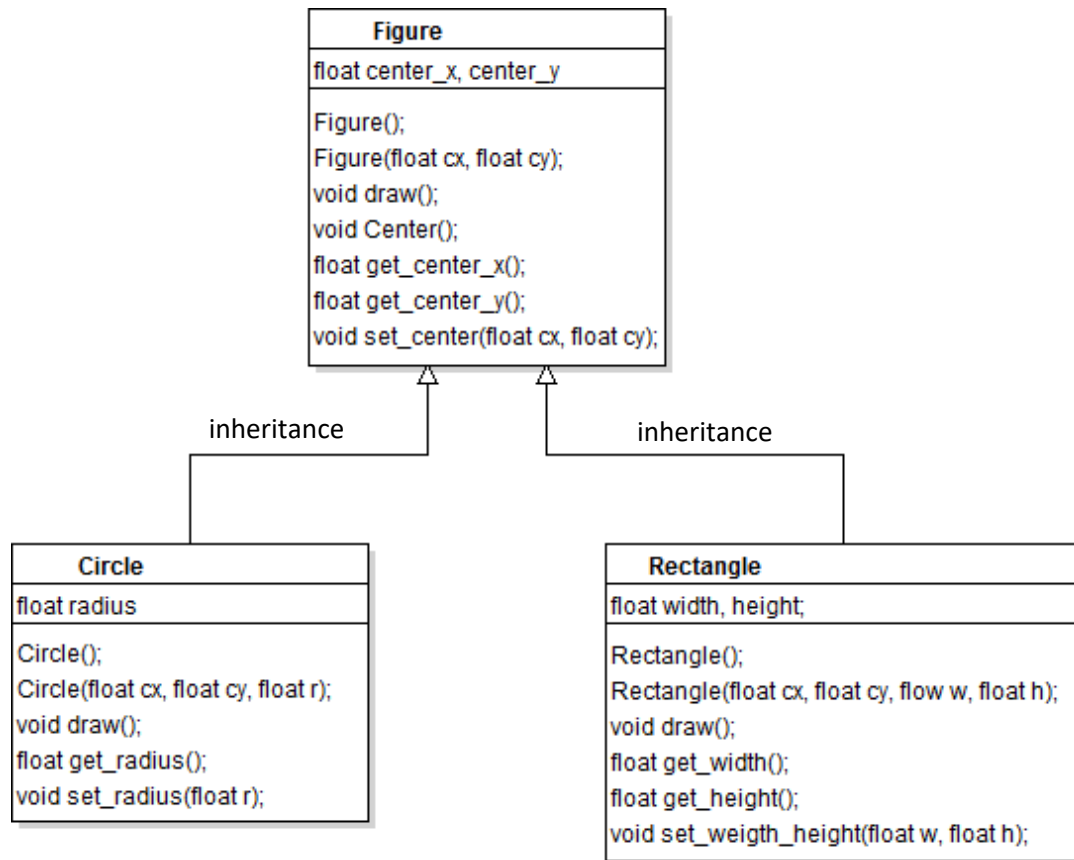 Figure
float center_x, center_y
Figure();
Figure(float cx, float cy);
void draw();
void Center();
float get_center_x();
float get_center_y();
void set_center(float cx, float cy);
inheritance
inheritance
Circle
float radius
Circle();
Circle(float cx, float cy, float r);
void draw();
float get_radius();
void set_radius(float r);
Rectangle
float width, height;
Rectangle();
Rectangle(float cx, float cy, flow w, float h);
void draw();
float get_width();
float get_height();
void set_weigth_height(float w, float h);